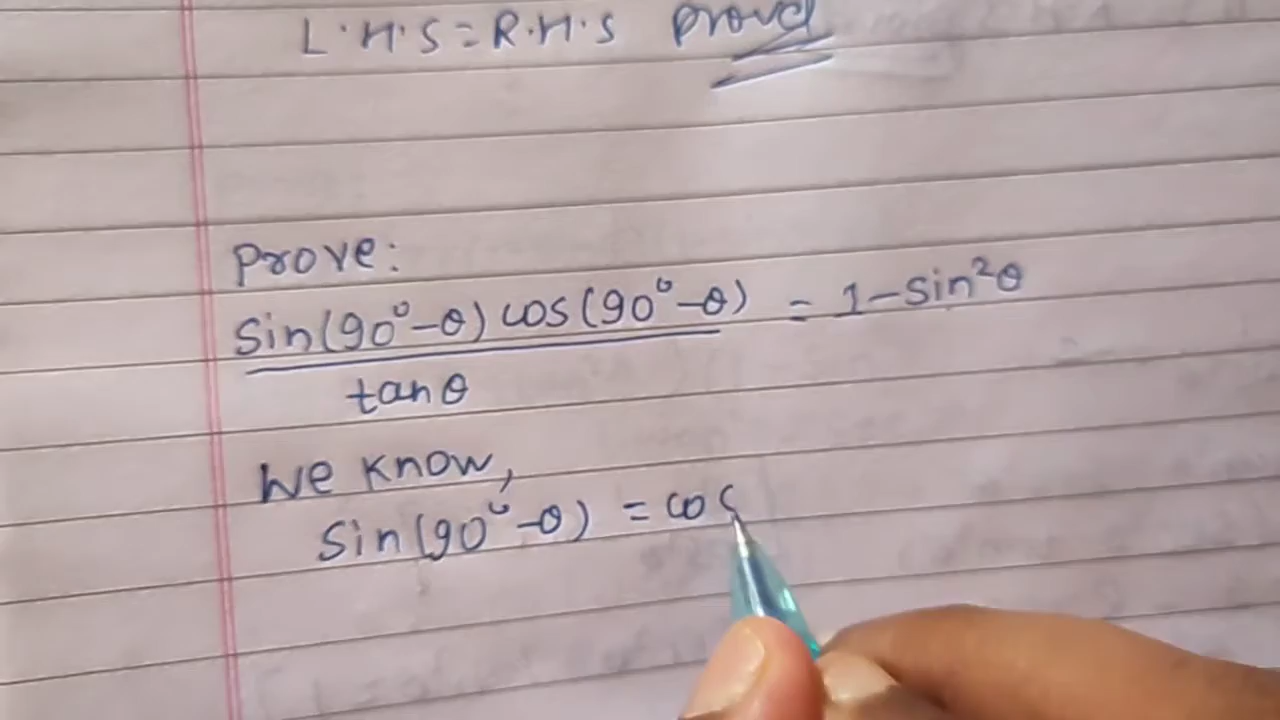 L.H.S = R.H.S proved
Prove:
sin(90°-θ) cos(90°-θ) = 1-sin²θ
tanθ
We know,
sin(90°-θ) = cos